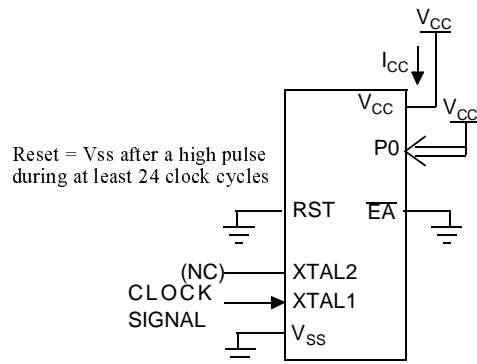 VCC
ICC
VCC
VCC
P0
Reset = Vss after a high pulse
during at least 24 clock cycles
RST
EA
(NC)
XTAL2
CLOCK
XTAL1
SIGNAL
VSS